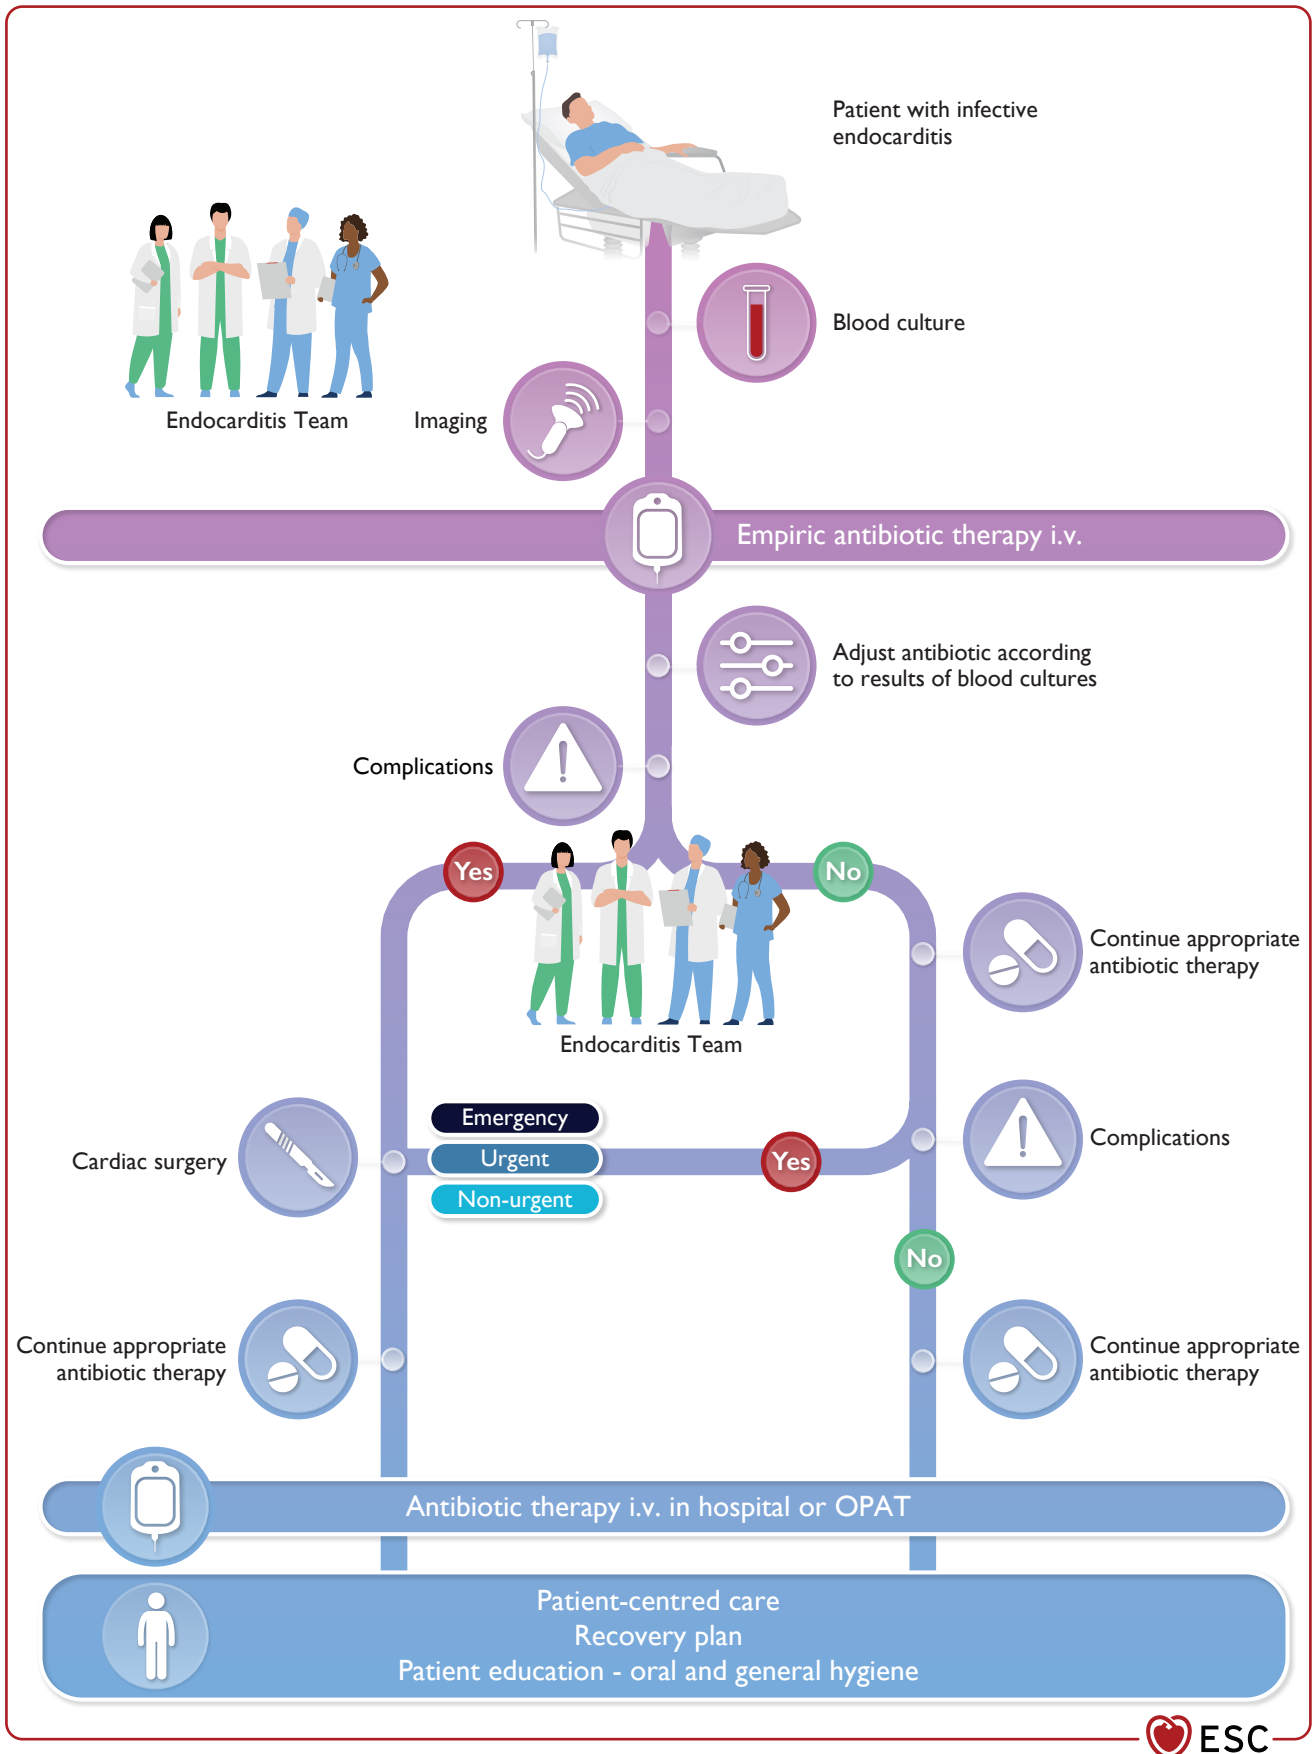 Patient with infective
endocarditis
Blood culture
Endocarditis Team
Imaging
Empiric antibiotic therapy i.v.
Adjust antibiotic according
to results of blood cultures
Complications
Yes
No
Continue appropriate
antibiotic therapy
Endocarditis Team
Emergency
Urgent
Non-urgent
Cardiac surgery
Yes
Complications
No
Continue appropriate
antibiotic therapy
Continue appropriate
antibiotic therapy
Antibiotic therapy i.v. in hospital or OPAT
Patient-centred care
Recovery plan
Patient education - oral and general hygiene
ESC